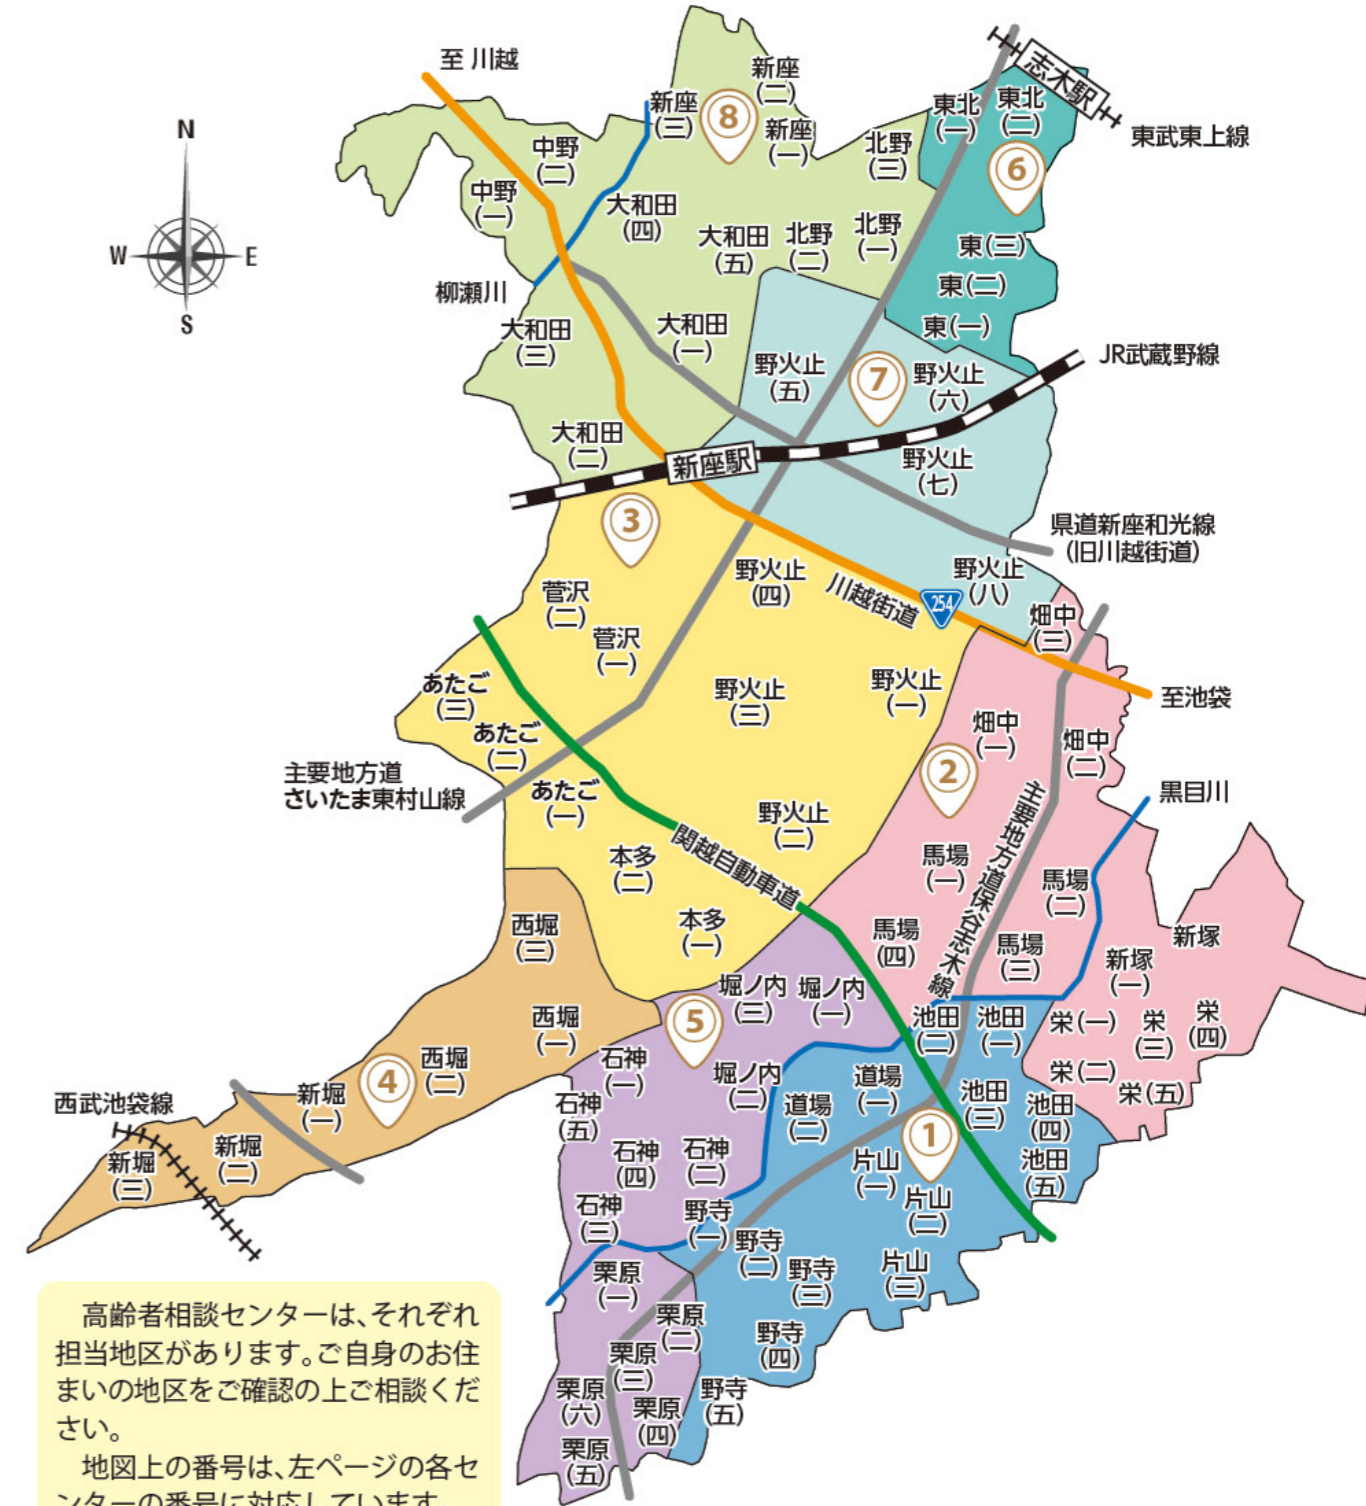 至 川越
N
W
E
S
志木駅
東武東上線
新座
(二)
新座
(三)
8
新座
(一)
東北
(一)
東北
(二)
6
中野
(二)
中野
(一)
北野
(三)
大和田
(四)
大和田
(五)
北野
(二)
北野
(一)
東(三)
東(二)
東(一)
柳瀬川
大和田
(三)
大和田
(一)
JR武蔵野線
野火止
(五)
7
野火止
(六)
大和田
(二)
新座駅
野火止
(七)
3
県道新座和光線
(旧川越街道)
野火止
(四)
川越街道
254
野火止
(八)
菅沢
(二)
菅沢
(一)
畑中
(三)
あたご
(三)
野火止
(三)
野火止
(一)
至池袋
あたご
(二)
畑中
(一)
畑中
(二)
2
主要地方道
さいたま東村山線
あたご
(一)
黒目川
主要地方道保谷志木線
野火止
(二)
関越自動車道
本多
(二)
馬場
(一)
馬場
(二)
西堀
(三)
本多
(一)
馬場
(四)
馬場
(三)
新塚
新塚
(一)
堀ノ内
(三)
堀ノ内
(一)
5
西堀
(一)
池田
(二)
池田
(一)
栄(一)
栄
(三)
栄
(四)
西堀
(二)
4
石神
(一)
堀ノ内
(二)
道場
(一)
栄(二)
栄(五)
西武池袋線
新堀
(一)
石神
(五)
道場
(二)
池田
(三)
池田
(四)
1
新堀
(二)
新堀
(三)
石神
(四)
石神
(二)
片山
(一)
池田
(五)
石神
(三)
野寺
(一)
片山
(二)
野寺
(二)
栗原
(一)
野寺
(三)
片山
(三)
栗原
(二)
野寺
(四)
栗原
(三)
栗原
(六)
栗原
(四)
野寺
(五)
栗原
(五)
高齢者相談センターは、それぞれ
担当地区があります。ご自身のお住
まいの地区をご確認の上ご相談くだ
さい。
地図上の番号は、左ページの各セ
ンターの番号に対応しています